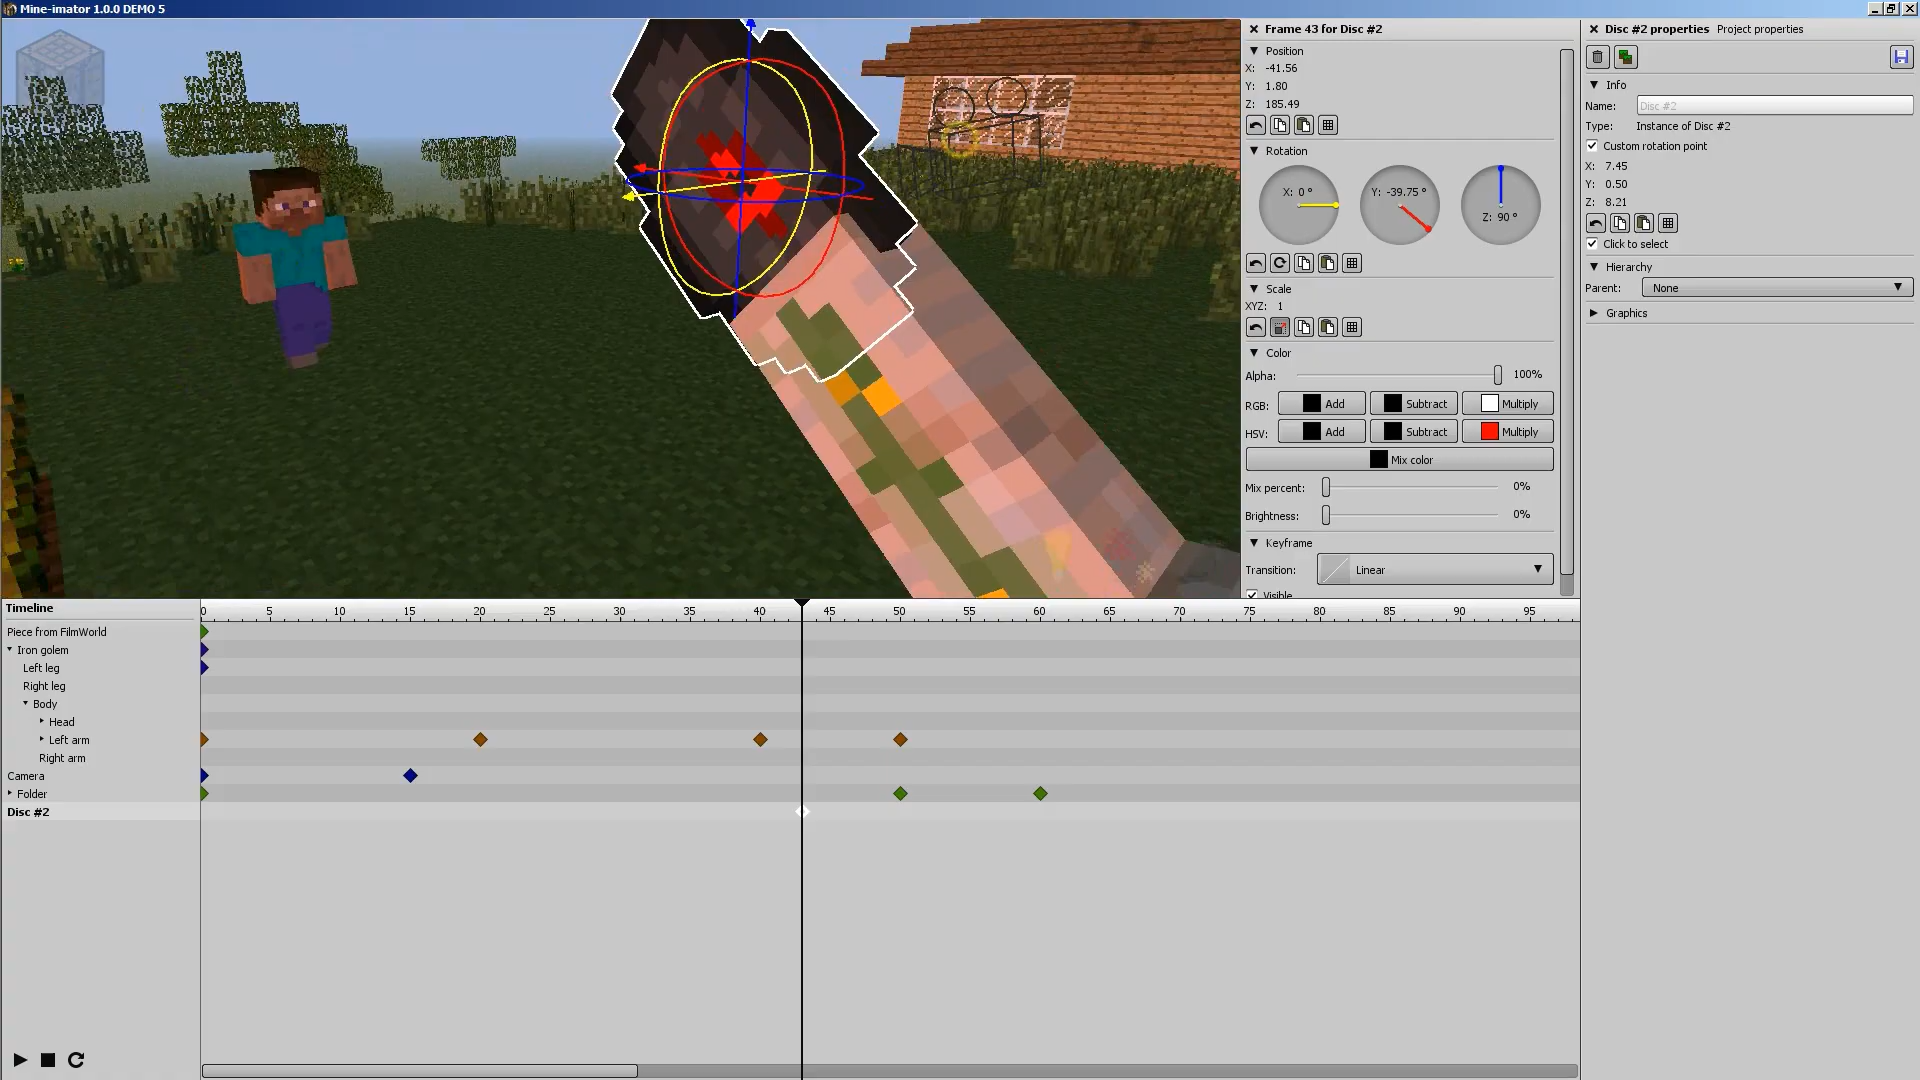 Mine-imator 1.0.0 DEMO 5
Frame 43 for Disc #2
Position
X: -41.56
Y: 1.80
Z: 185.49
Rotation
X: 0 ° Y: -39.75 ° Z: 90 °
Scale
XYZ: 1
Color
Alpha: 100%
RGB: Add Subtract Multiply
HSV: Add Subtract Multiply
Mix color
Mix percent: 0%
Brightness: 0%
Keyframe
Transition: Linear
Visible
Disc #2 properties Project properties
Info
Name: Disc #2
Type: Instance of Disc #2
Custom rotation point
X: 7.45
Y: 0.50
Z: 8.21
Click to select
Hierarchy
Parent: None
Graphics
Timeline 0 5 10 15 20 25 30 35 40 45 50 55 60 65 70 75 80 85 90 95
Piece from FilmWorld
Iron golem
Left leg
Right leg
Body
Head
Left arm
Right arm
Camera
Folder
Disc #2